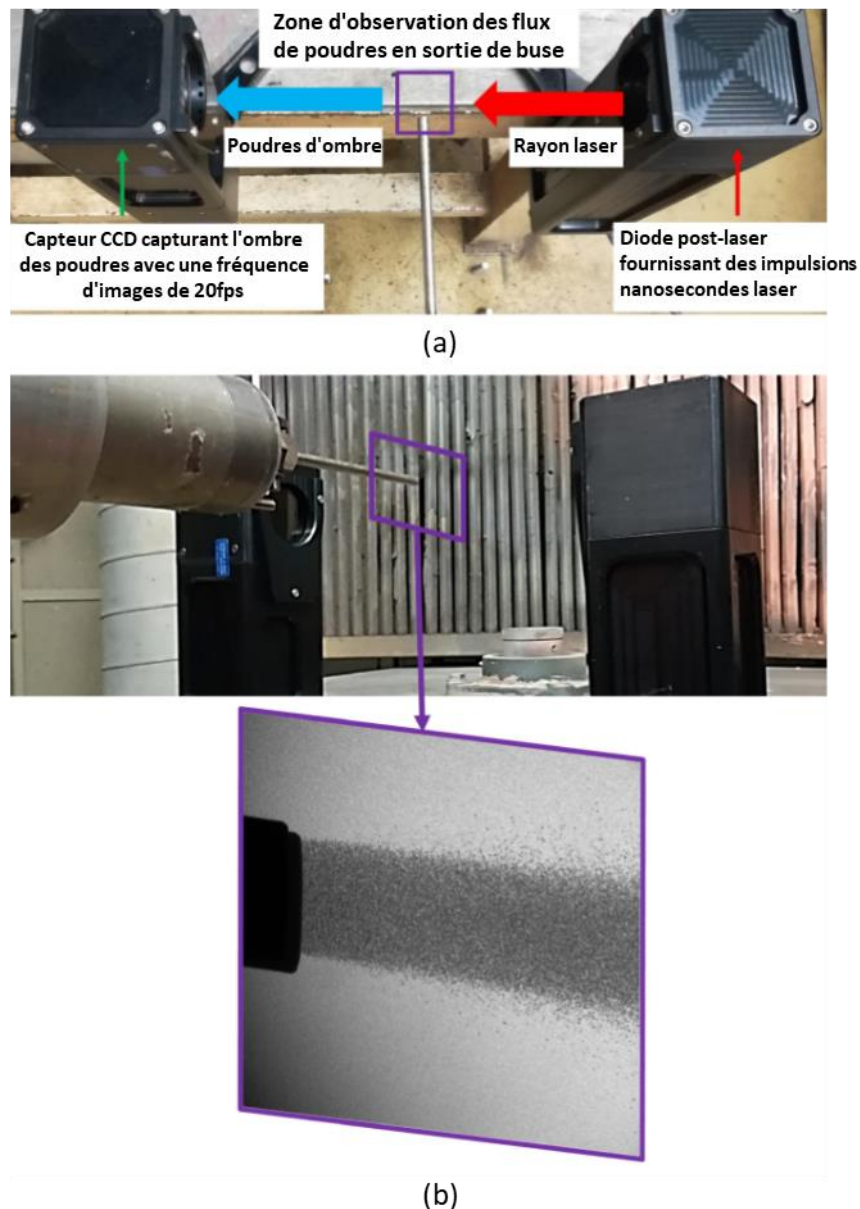 Zone d'observation des flux
de poudres en sortie de buse
Poudres d'ombre
Rayon laser
Capteur CCD capturant l'ombre
des poudres avec une fréquence
d'images de 20fps
Diode post-laser
fournissant des impulsions
nanosecondes laser
(a)
(b)